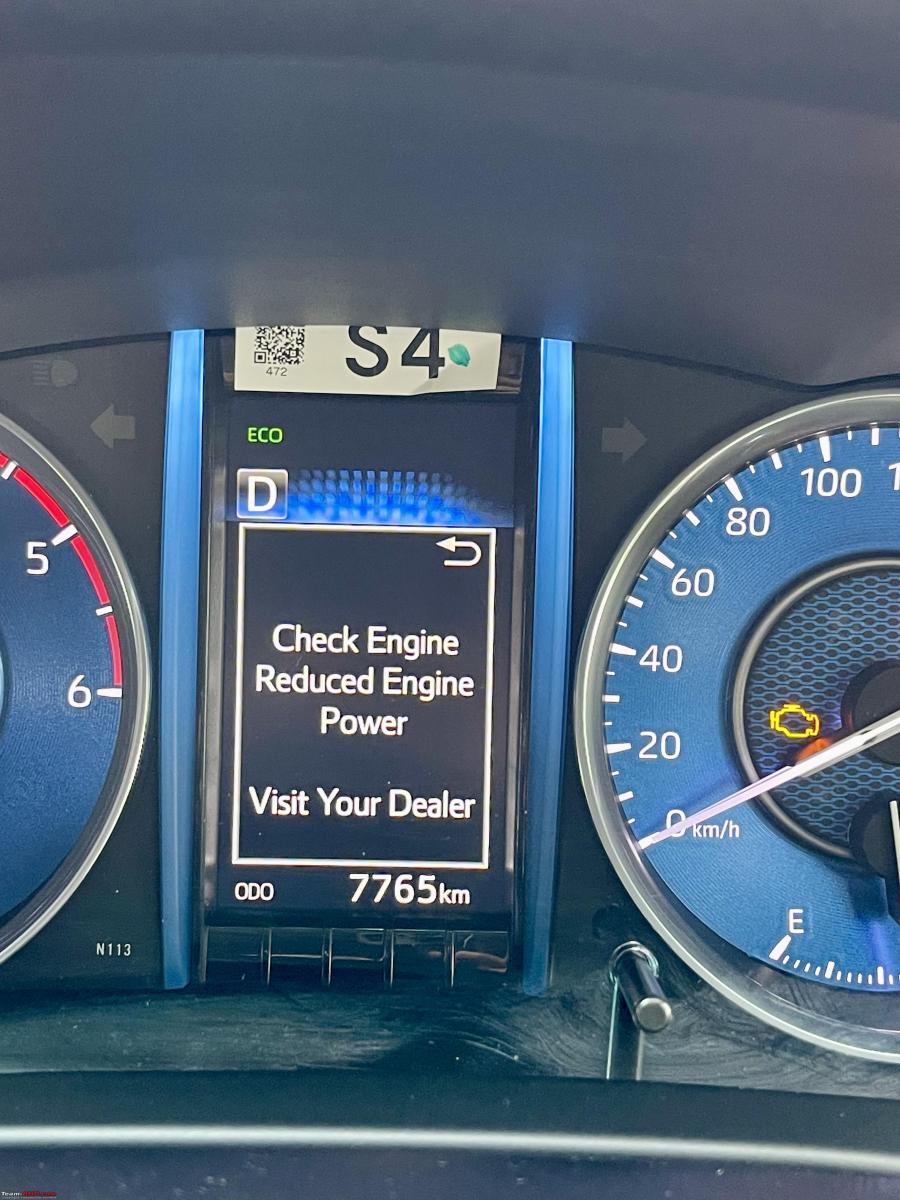 S4
472
ECO
D
Check Engine
Reduced Engine
Power
Visit Your Dealer
ODO 7765km
5
6
N113
100
80
60
40
20
0 km/h
E